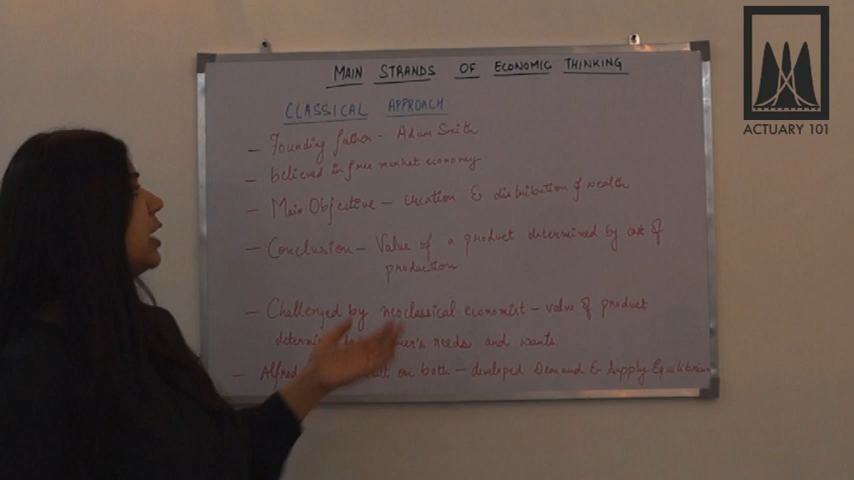 MAIN STRANDS OF ECONOMIC THINKING
ACTUARY 101
CLASSICAL APPROACH
- Founding father - Adam Smith
- believed in free market economy
- Main Objective - creation & distribution of wealth
- Conclusion - Value of a product determined by cost of
production
- Challenged by neoclassical economist - value of product
needs and wants
- Alfred on both - developed Demand & Supply Equilibrium